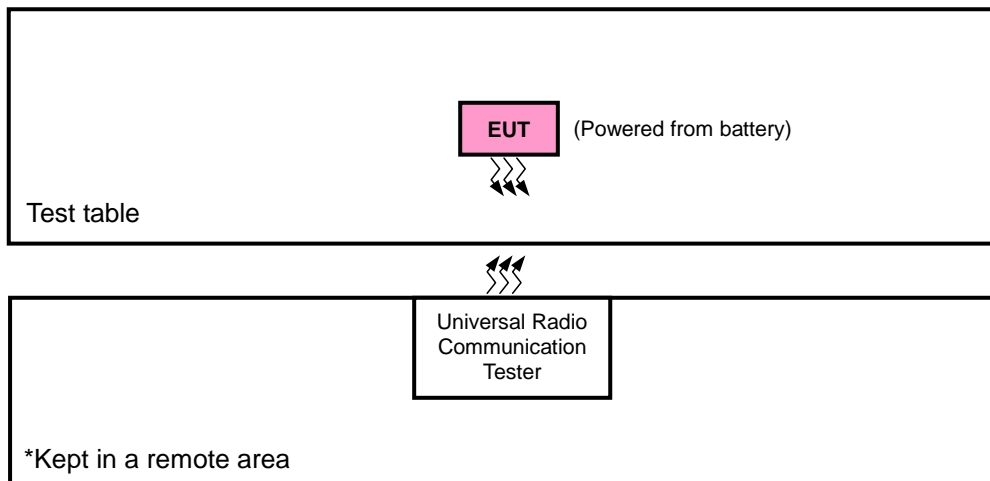 EUT
(Powered from battery)
Test table
Universal Radio
Communication
Tester
*Kept in a remote area